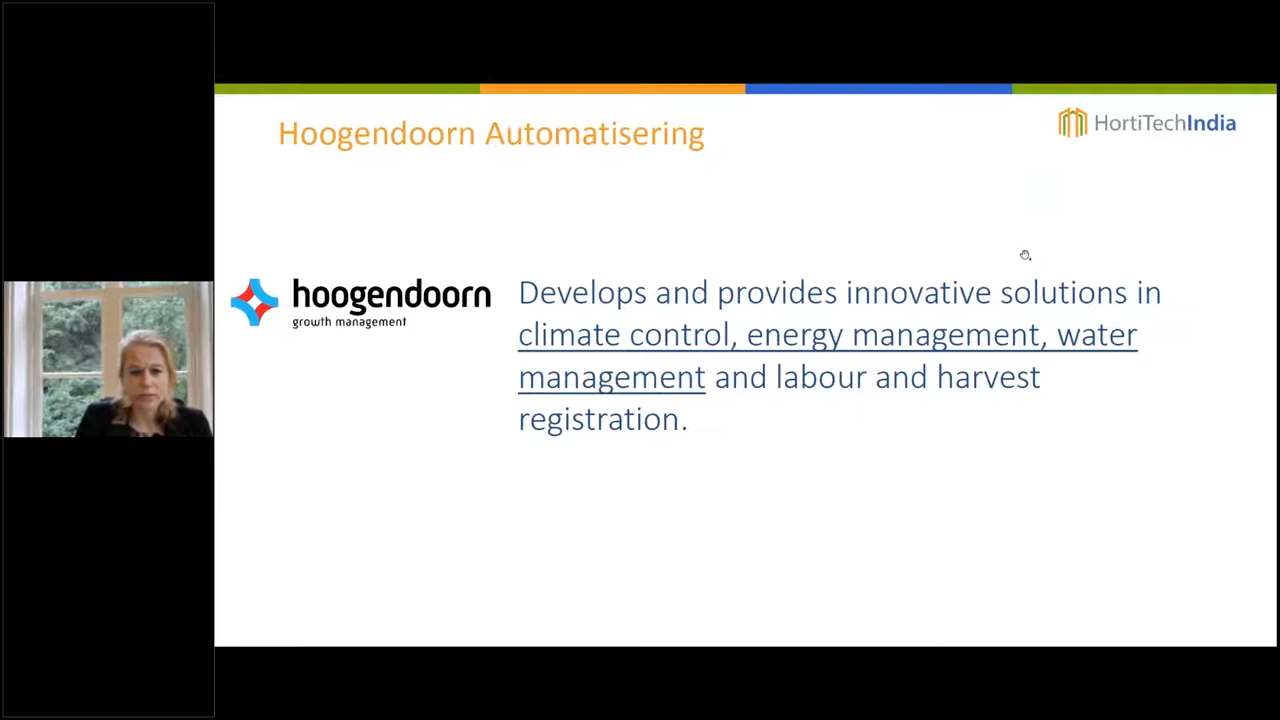 Hoogendoorn Automatisering
HortiTechIndia
hoogendoorn
growth management
Develops and provides innovative solutions in
climate control, energy management, water
management and labour and harvest
registration.